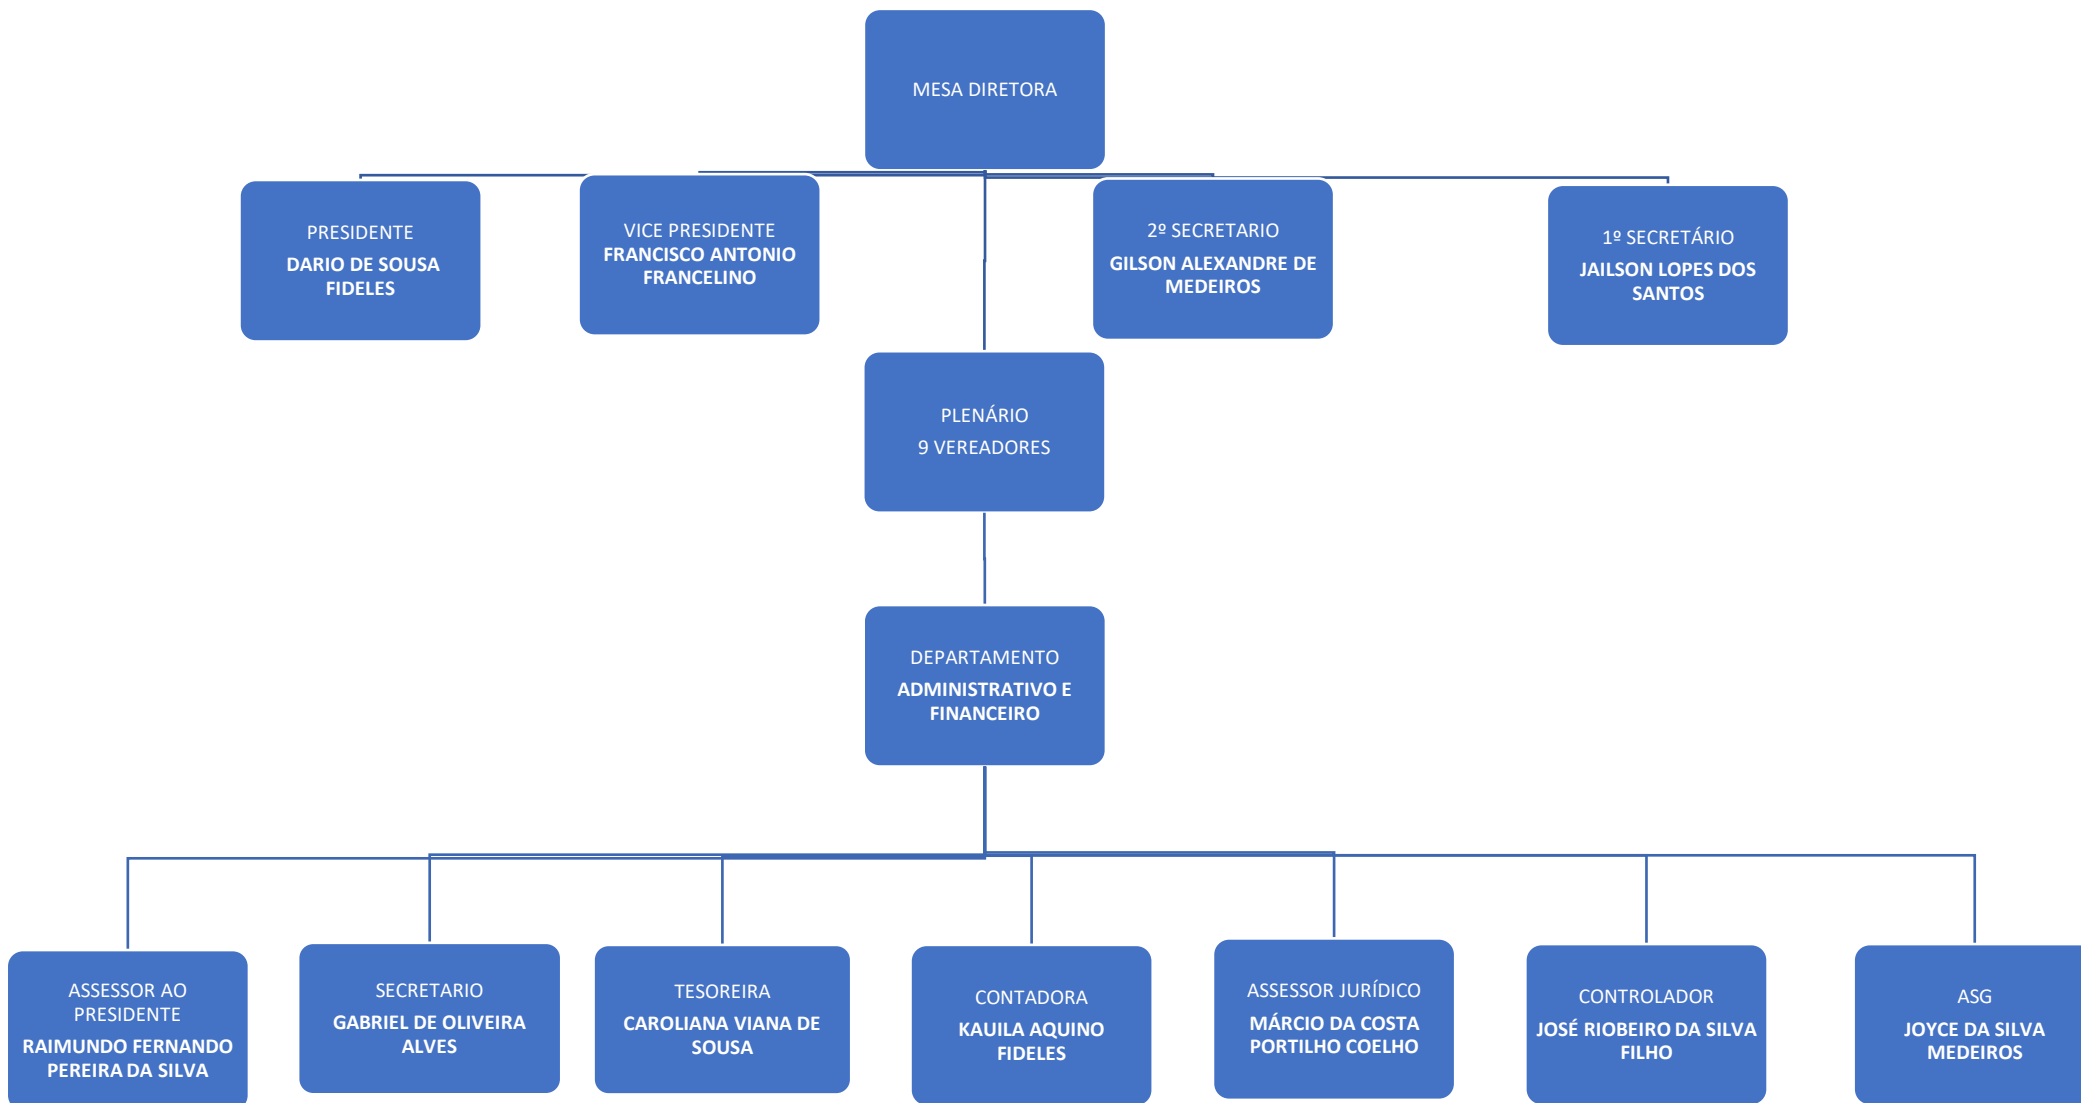 MESA DIRETORA
PRESIDENTE
DARIO DE SOUSA
FIDELES
VICE PRESIDENTE
FRANCISCO ANTONIO
FRANCELINO
2º SECRETARIO
GILSON ALEXANDRE DE
MEDEIROS
1º SECRETÁRIO
JAILSON LOPES DOS
SANTOS
PLENÁRIO
9 VEREADORES
DEPARTAMENTO
ADMINISTRATIVO E
FINANCEIRO
ASSESSOR AO
PRESIDENTE
RAIMUNDO FERNANDO
PEREIRA DA SILVA
SECRETARIO
GABRIEL DE OLIVEIRA
ALVES
TESOREIRA
CAROLIANA VIANA DE
SOUSA
CONTADORA
KAUILA AQUINO
FIDELES
ASSESSOR JURÍDICO
MÁRCIO DA COSTA
PORTILHO COELHO
CONTROLADOR
JOSÉ RIOBEIRO DA SILVA
FILHO
ASG
JOYCE DA SILVA
MEDEIROS